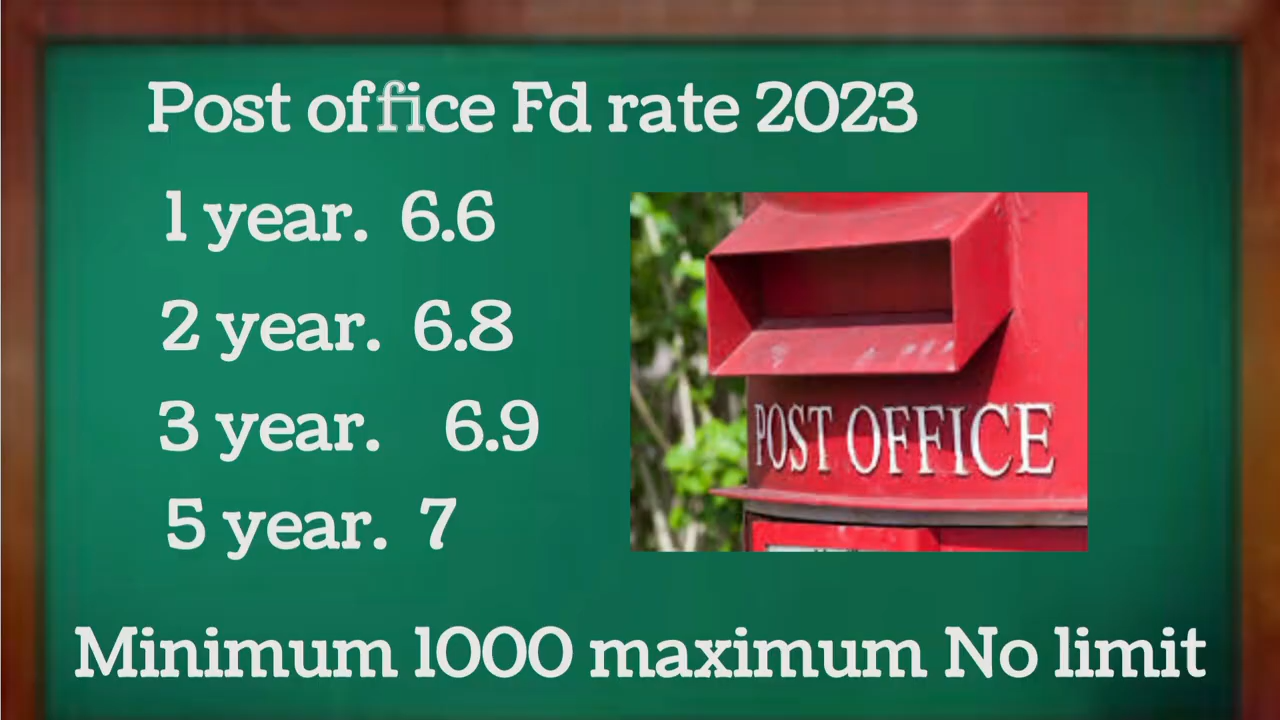 Post office Fd rate 2023
1 year. 6.6
2 year. 6.8
3 year. 6.9
5 year. 7
POST OFFICE
Minimum 1000 maximum No limit